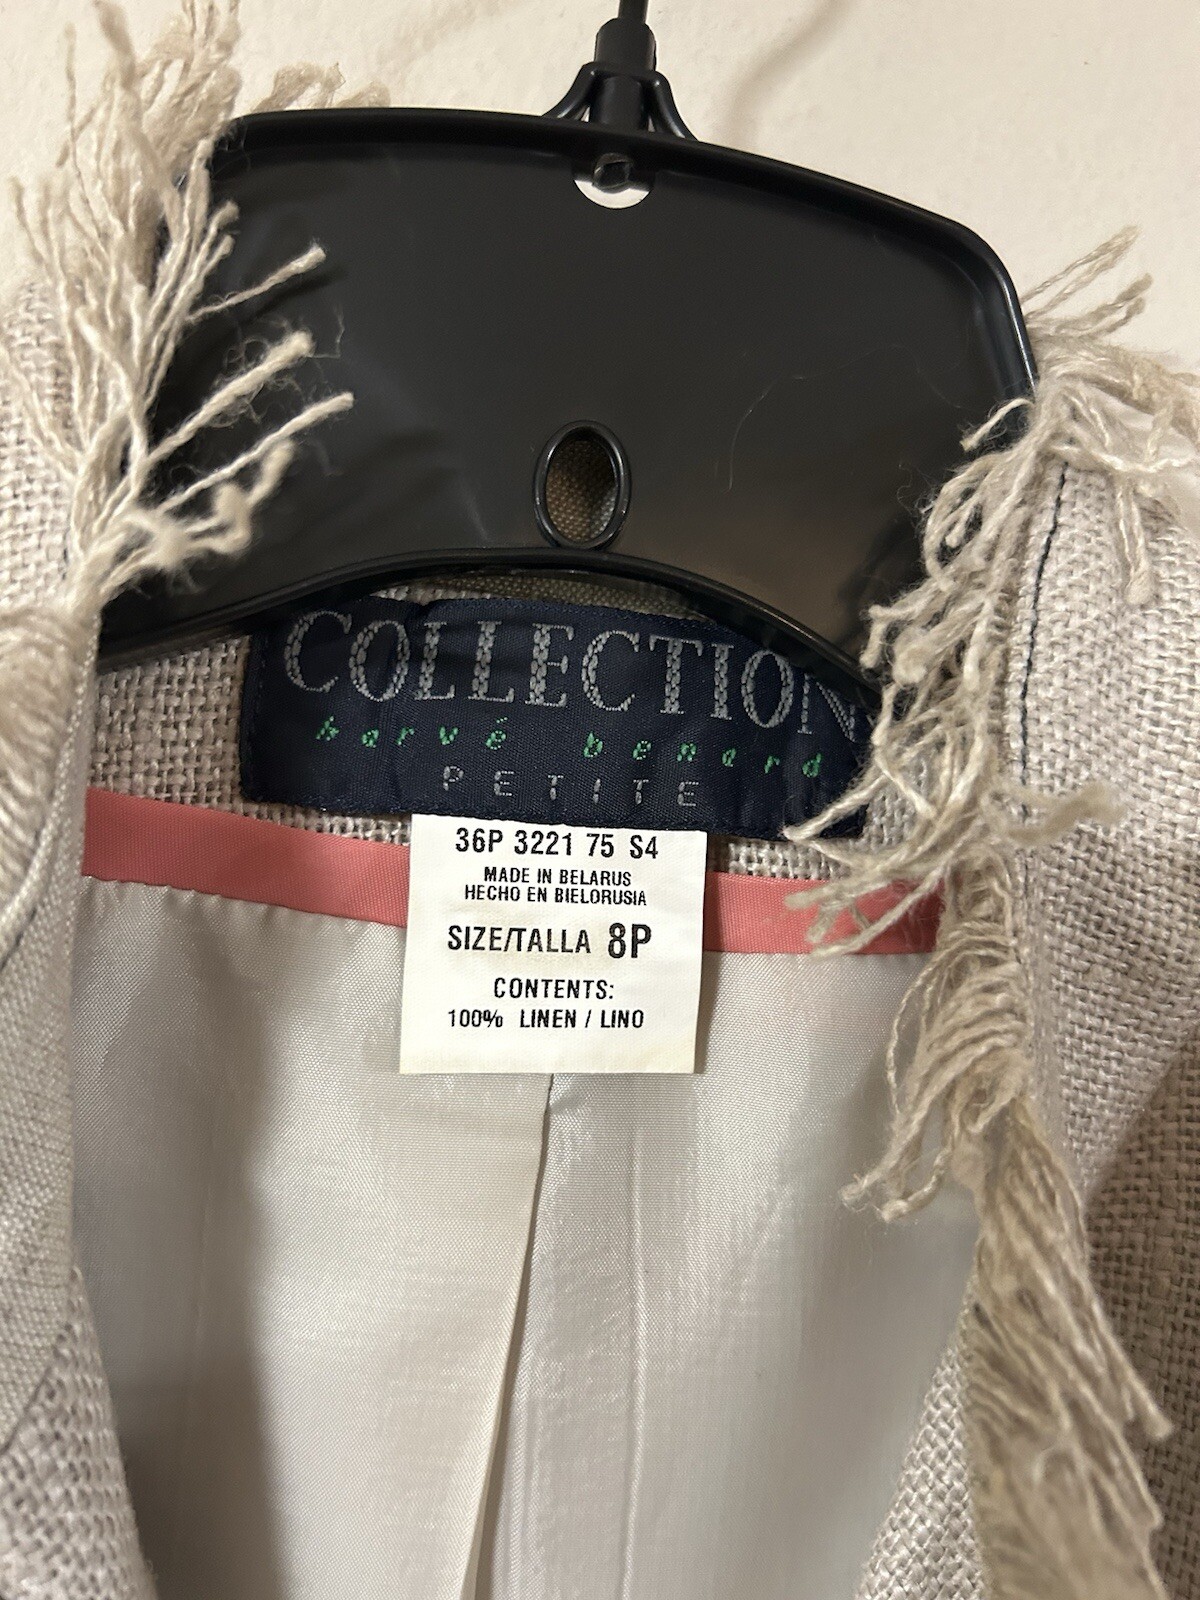 COLLECTION
harvé benard
PETITE
36P 3221 75 S4
MADE IN BELARUS
HECHO EN BIELORUSIA
SIZE/TALLA 8P
CONTENTS:
100% LINEN / LINO